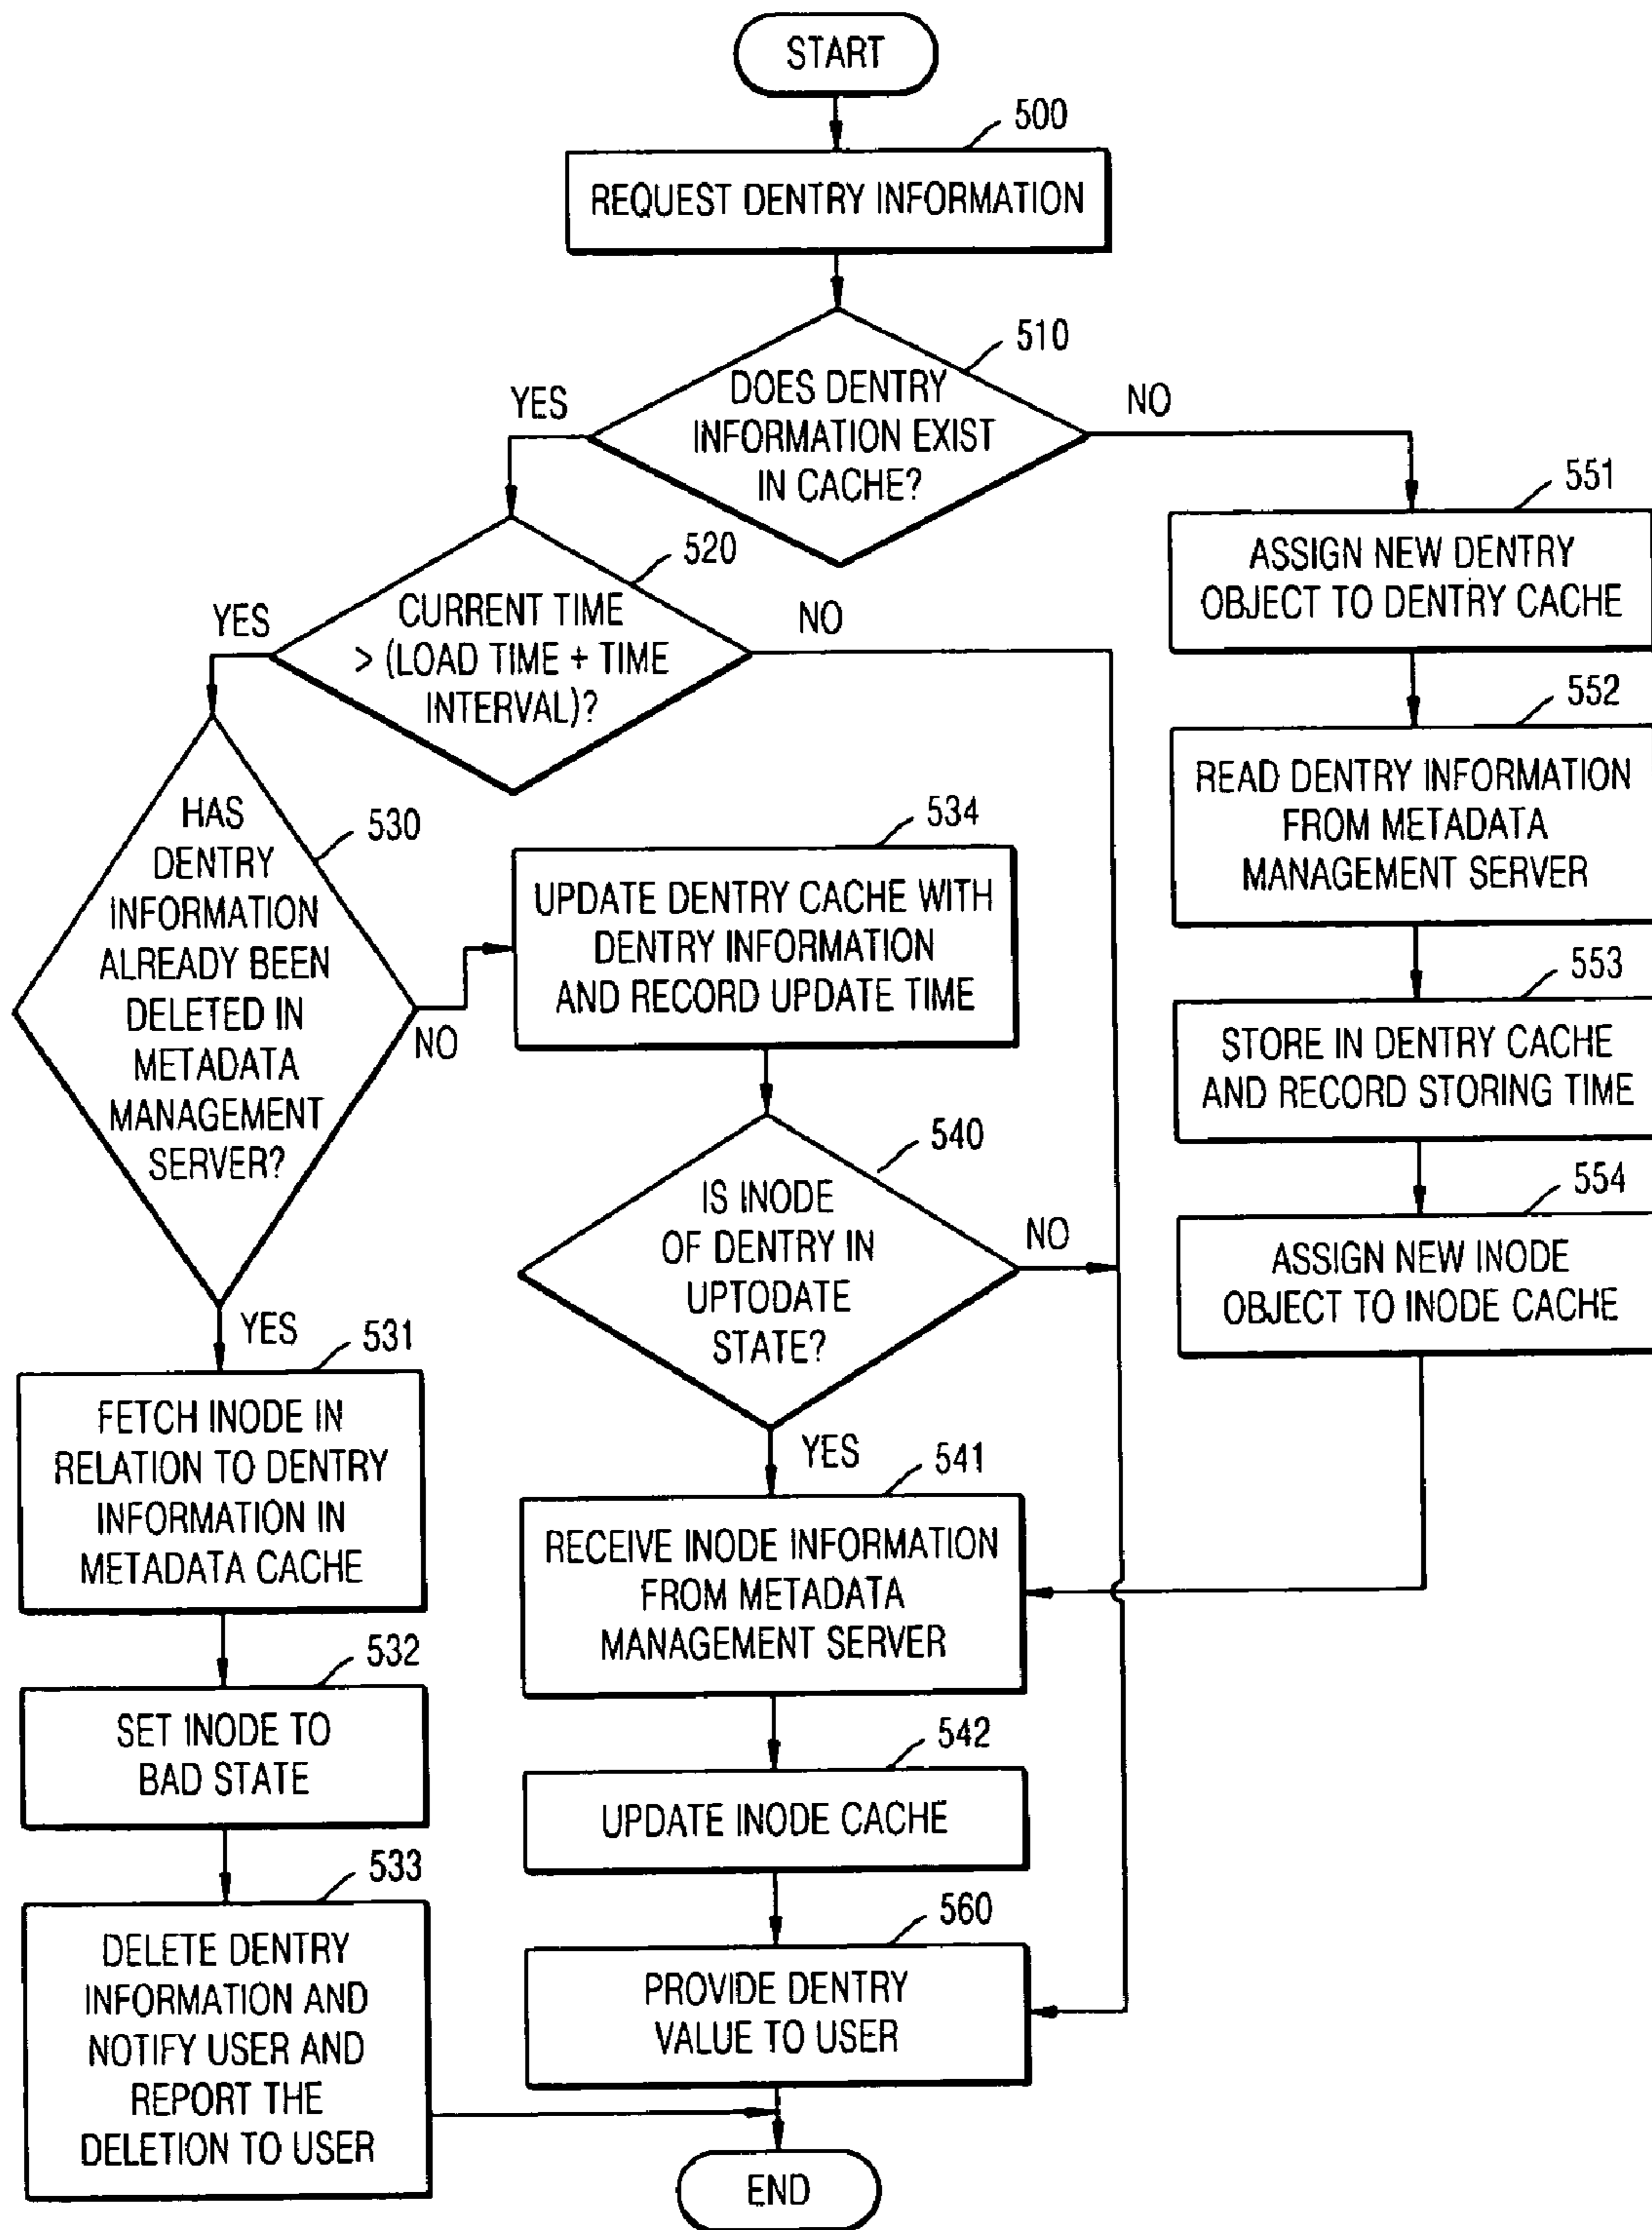 START
500
REQUEST DENTRY INFORMATION
510
DOES DENTRY
INFORMATION EXIST
IN CACHE?
YES
NO
520
CURRENT TIME
> (LOAD TIME + TIME
INTERVAL)?
YES
NO
551
ASSIGN NEW DENTRY
OBJECT TO DENTRY CACHE
552
READ DENTRY INFORMATION
FROM METADATA
MANAGEMENT SERVER
553
STORE IN DENTRY CACHE
AND RECORD STORING TIME
554
ASSIGN NEW INODE
OBJECT TO INODE CACHE
530
HAS
DENTRY
INFORMATION
ALREADY BEEN
DELETED IN
METADATA
MANAGEMENT
SERVER?
NO
YES
534
UPDATE DENTRY CACHE WITH
DENTRY INFORMATION
AND RECORD UPDATE TIME
540
IS INODE
OF DENTRY IN
UPTODATE
STATE?
NO
YES
531
FETCH INODE IN
RELATION TO DENTRY
INFORMATION IN
METADATA CACHE
532
SET INODE TO
BAD STATE
533
DELETE DENTRY
INFORMATION AND
NOTIFY USER AND
REPORT THE
DELETION TO USER
541
RECEIVE INODE INFORMATION
FROM METADATA
MANAGEMENT SERVER
542
UPDATE INODE CACHE
560
PROVIDE DENTRY
VALUE TO USER
END